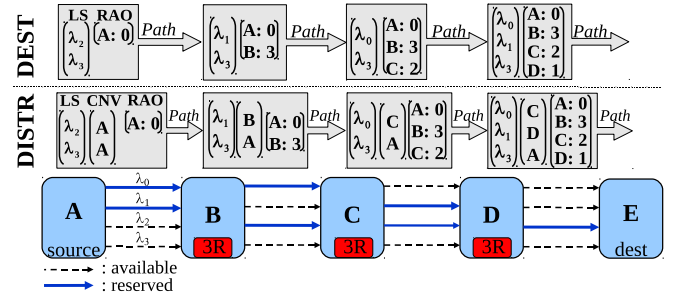 DEST
LS RAO
λ2
λ3
A: 0
Path
λ1
λ3
A: 0
B: 3
Path
λ0
λ3
A: 0
B: 3
C: 2
Path
λ0
λ1
λ3
A: 0
B: 3
C: 2
D: 1
Path
DISTR
LS CNV RAO
λ2 A
λ3 A
A: 0
Path
λ1 B
λ3 A
A: 0
B: 3
Path
λ0 C
λ3 A
A: 0
B: 3
C: 2
Path
λ0 C
λ1 D
λ3 A
A: 0
B: 3
C: 2
D: 1
Path
A
source
λ0
λ1
λ2
λ3
B
3R
C
3R
D
3R
E
dest
: available
: reserved